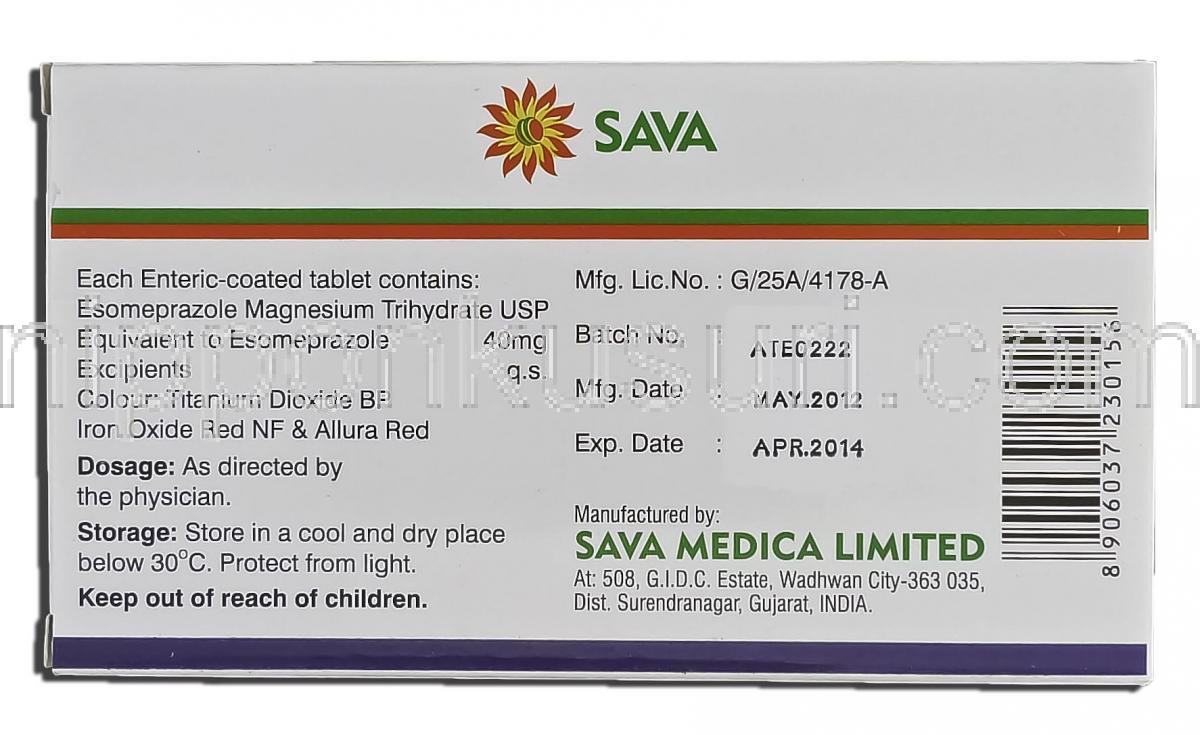 SAVA
Each Enteric-coated tablet contains:
Esomeprazole Magnesium Trihydrate USP
Equivalent to Esomeprazole 40mg
Excipients q.s.
Colour: Titanium Dioxide BP
Iron Oxide Red NF & Allura Red
Dosage: As directed by
the physician.
Storage: Store in a cool and dry place
below 30°C. Protect from light.
Keep out of reach of children.
Mfg. Lic.No. : G/25A/4178-A
Batch No. : ATE0222
Mfg. Date : MAY.2012
Exp. Date : APR.2014
Manufactured by:
SAVA MEDICA LIMITED
At: 508, G.I.D.C. Estate, Wadhwan City-363 035,
Dist. Surendranagar, Gujarat, INDIA.
8 906037 230156
nipponkusuri.com